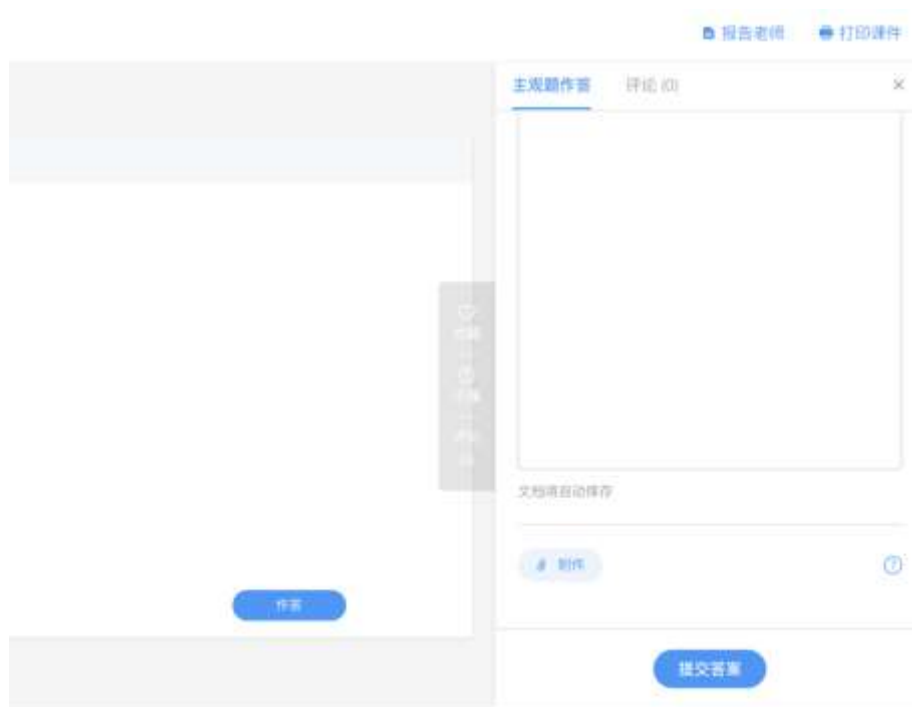 报告老师
打印课件
主观题作答
评论 (0)
文档将自动保存
附件
作答
提交答案